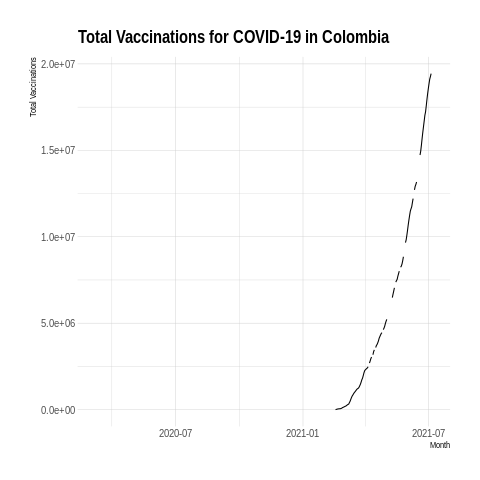 Total Vaccinations for COVID-19 in Colombia
Total Vaccinations
2.0e+07
1.5e+07
1.0e+07
5.0e+06
0.0e+00
2020-07 2021-01 2021-07
Month